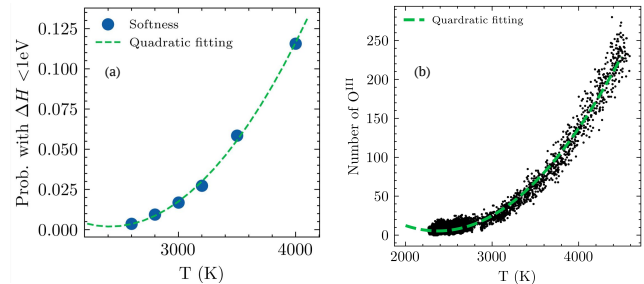 Softness
Quadratic fitting
(a)
Prob. with ΔH <1eV
0.125
0.100
0.075
0.050
0.025
0.000
3000
4000
T (K)
Quardratic fitting
(b)
Number of O^III
250
200
150
100
50
0
2000
3000
4000
T (K)